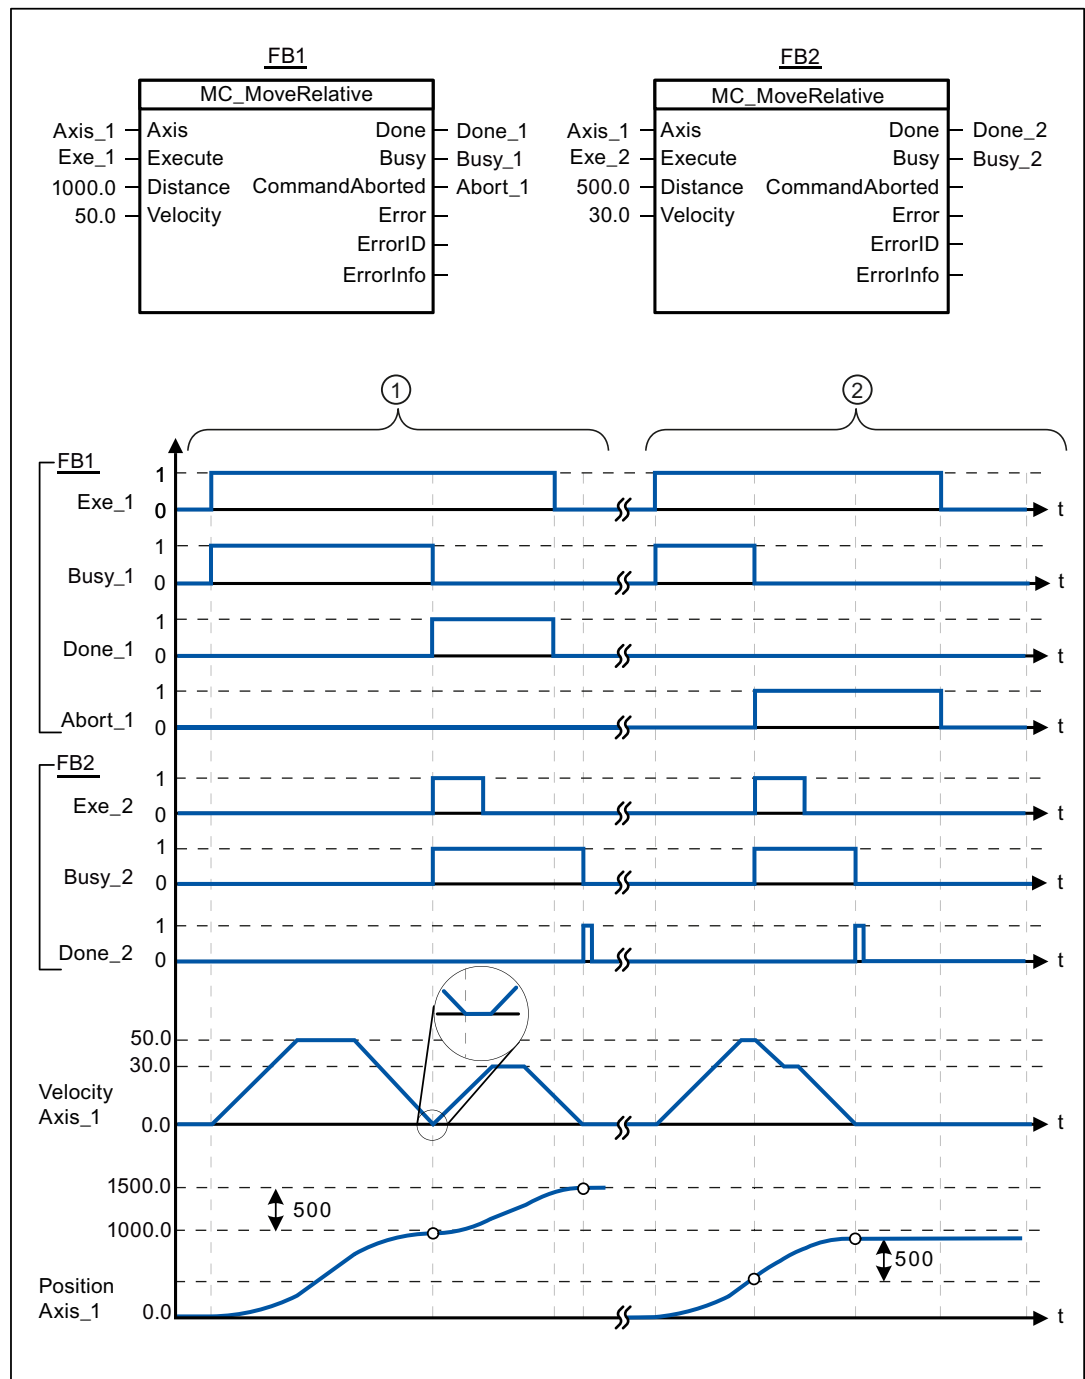 FB1 FB2
MC_MoveRelative MC_MoveRelative
Axis_1 Axis Done Done_1 Axis_1 Axis Done Done_2
Exe_1 Execute Busy Busy_1 Exe_2 Execute Busy Busy_2
1000.0 Distance CommandAborted Abort_1 500.0 Distance CommandAborted
50.0 Velocity Error 30.0 Velocity Error
ErrorID ErrorID
ErrorInfo ErrorInfo
1 2
FB1
1
Exe_1 0 t
1
Busy_1 0 t
1
Done_1 0 t
1
Abort_1 0 t
FB2
1
Exe_2 0 t
1
Busy_2 0 t
1
Done_2 0 t
50.0
30.0
Velocity
Axis_1
0.0 t
1500.0
500
1000.0
500
Position
Axis_1
0.0 t